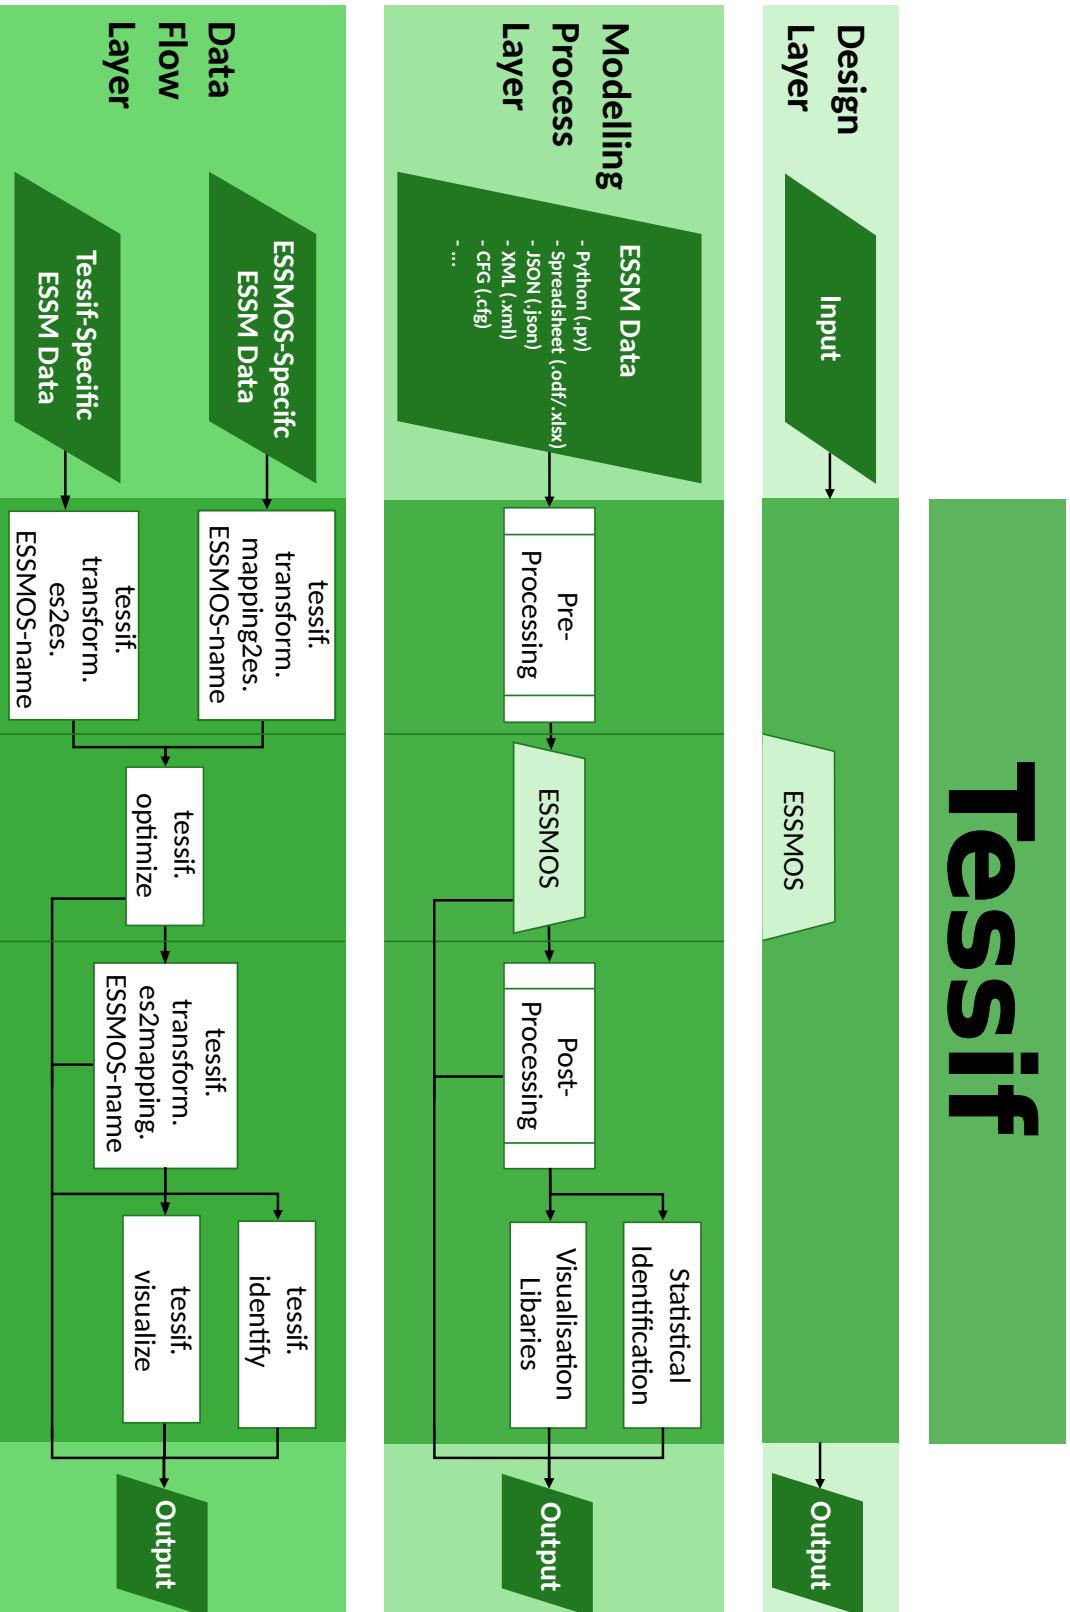 Tessif
Design
Layer
Input
ESSMOS
Output
Modelling
Process
Layer
ESSM Data
- Python (.py)
- Spreadsheet (.odf/.xlsx)
- JSON (.json)
- XML (.xml)
- CFG (.cfg)
- ...
Pre-
Processing
ESSMOS
Post-
Processing
Statistical
Identification
Visualisation
Libaries
Output
Data
Flow
Layer
ESSMOS-Specifc
ESSM Data
Tessif-Specific
ESSM Data
tessif.
transform.
mapping2es.
ESSMOS-name
tessif.
transform.
es2es.
ESSMOS-name
tessif.
optimize
tessif.
transform.
es2mapping.
ESSMOS-name
tessif.
identify
tessif.
visualize
Output